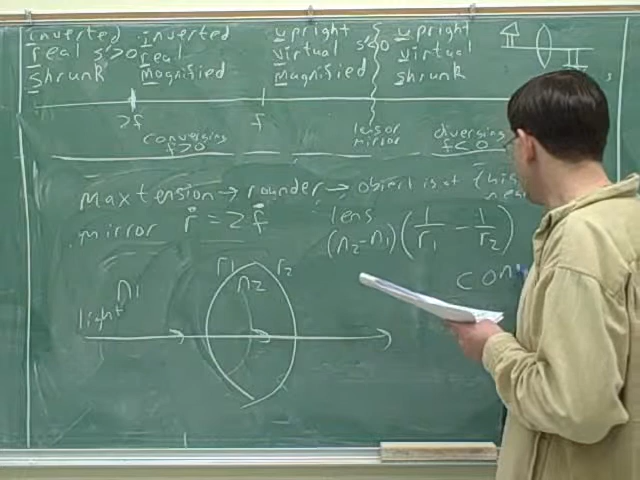 inverted inverted upright upright
real s'>0 real virtual s'<0 virtual
shrunk magnified magnified shrunk
2f f
converging lens or diverging
f>0 mirror f<0
max tension → rounder → object is at this
mirror r = 2f lens
(n2-n1)(1/r1 - 1/r2)
n1 r1 n2 r2
light